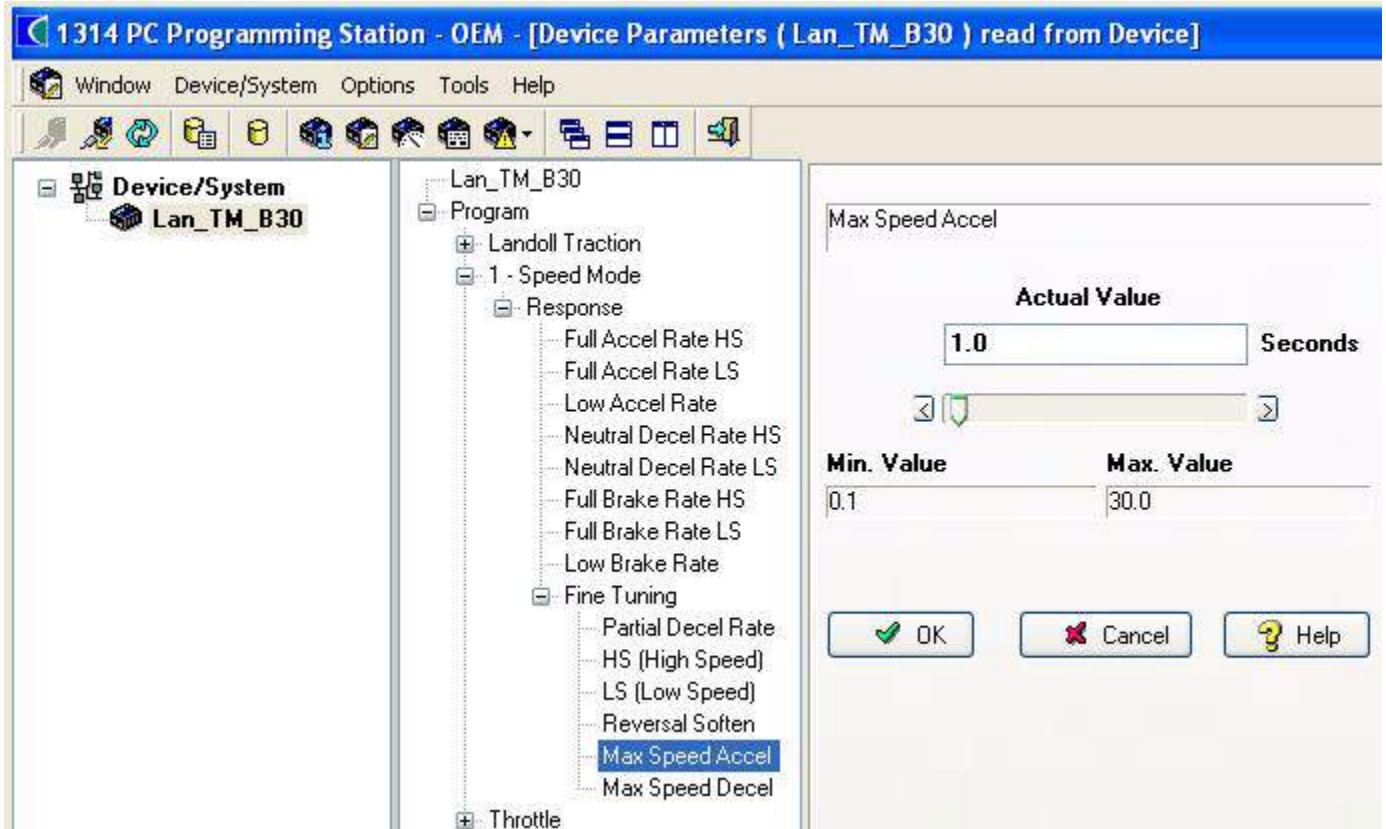 1314 PC Programming Station - OEM - [Device Parameters ( Lan_TM_B30 ) read from Device]
Window Device/System Options Tools Help
Device/System
Lan_TM_B30
Lan_TM_B30
Program
Landoll Traction
1 - Speed Mode
Response
Full Accel Rate HS
Full Accel Rate LS
Low Accel Rate
Neutral Decel Rate HS
Neutral Decel Rate LS
Full Brake Rate HS
Full Brake Rate LS
Low Brake Rate
Fine Tuning
Partial Decel Rate
HS (High Speed)
LS (Low Speed)
Reversal Soften
Max Speed Accel
Max Speed Decel
Throttle
Max Speed Accel
Actual Value
1.0 Seconds
Min. Value Max. Value
0.1 30.0
OK Cancel Help